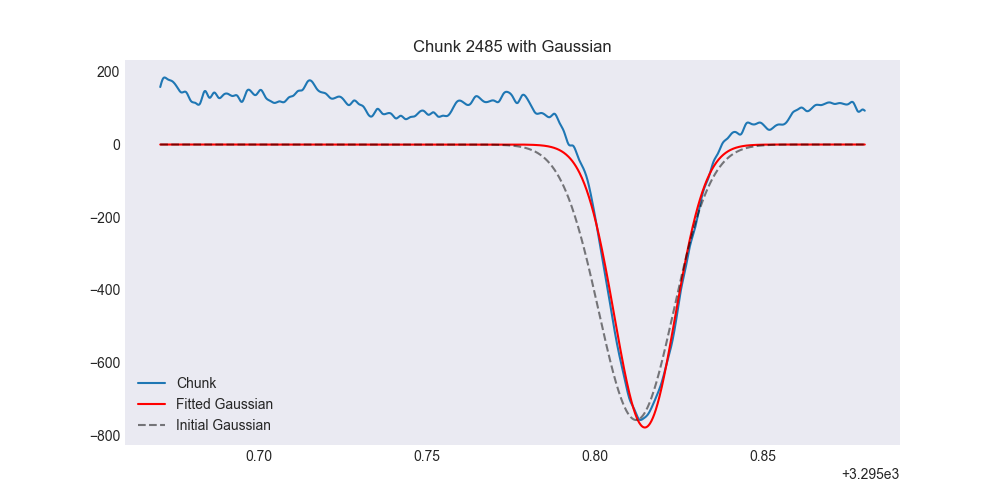 Chunk 2485 with Gaussian
200
0
−200
−400
−600
−800
Chunk
Fitted Gaussian
Initial Gaussian
0.70 0.75 0.80 0.85
+3.295e3